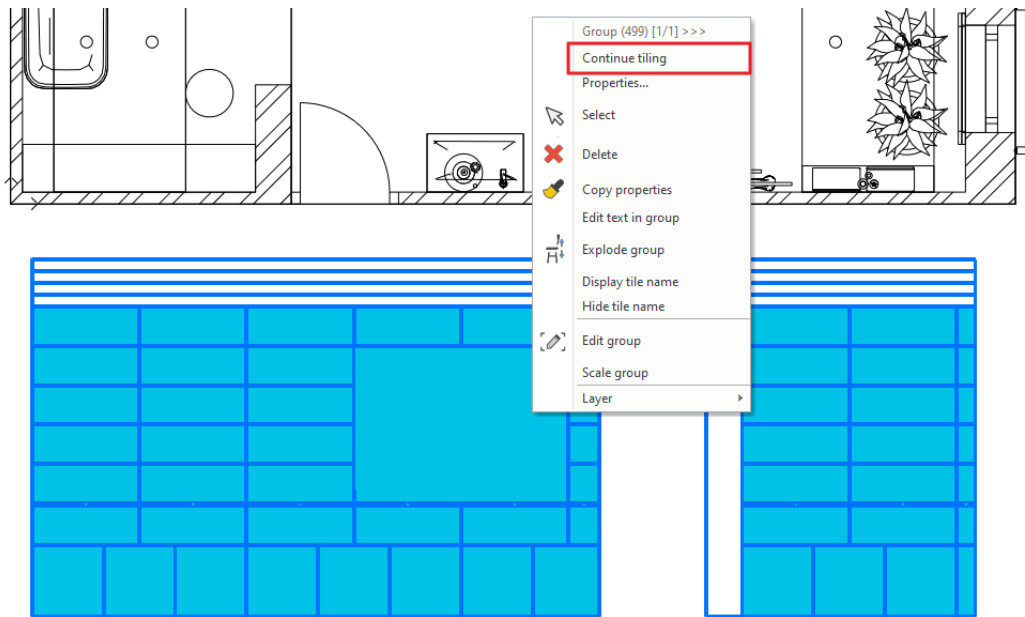 Group (499) [1/1] >>>
Continue tiling
Properties...
Select
Delete
Copy properties
Edit text in group
Explode group
Display tile name
Hide tile name
Edit group
Scale group
Layer